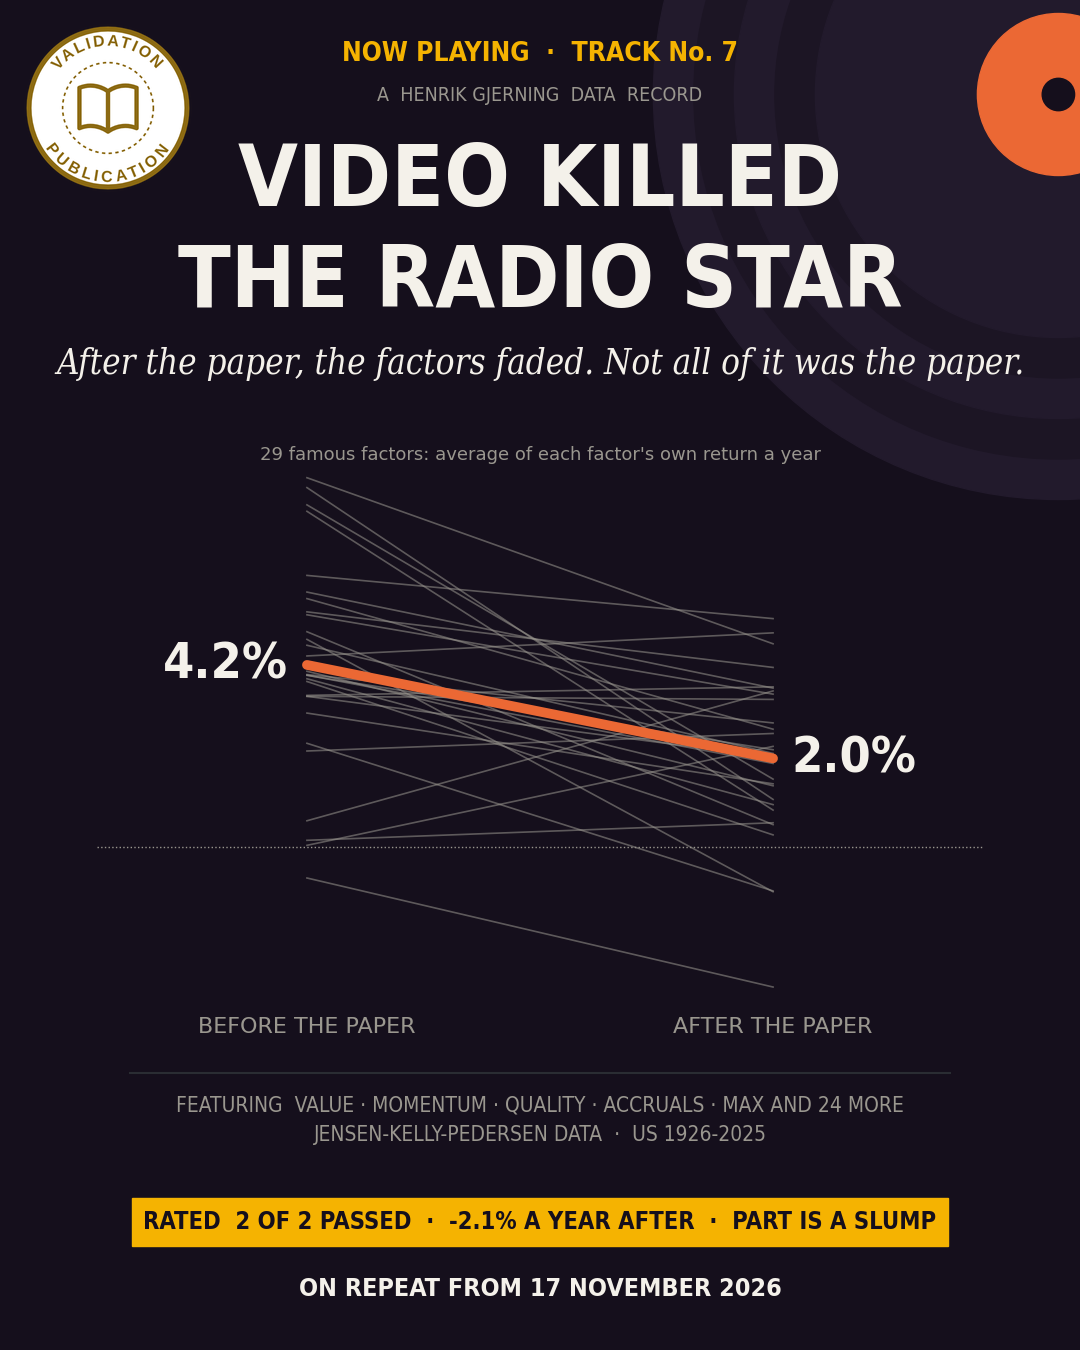 VALIDATION
PUBLICATION
NOW PLAYING · TRACK No. 7
A HENRIK GJERNING DATA RECORD
VIDEO KILLED
THE RADIO STAR
After the paper, the factors faded. Not all of it was the paper.
29 famous factors: average of each factor's own return a year
4.2%
2.0%
BEFORE THE PAPER
AFTER THE PAPER
FEATURING VALUE · MOMENTUM · QUALITY · ACCRUALS · MAX AND 24 MORE
JENSEN-KELLY-PEDERSEN DATA · US 1926-2025
RATED 2 OF 2 PASSED · -2.1% A YEAR AFTER · PART IS A SLUMP
ON REPEAT FROM 17 NOVEMBER 2026